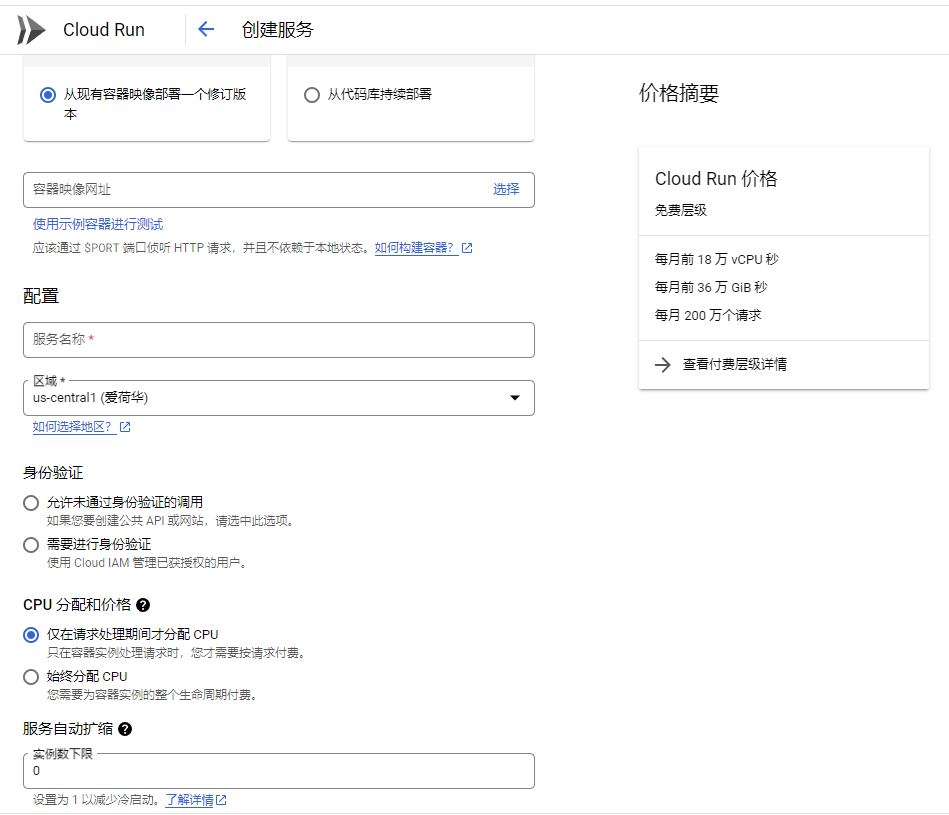 Cloud Run
创建服务
从现有容器映像部署一个修订版
本
从代码库持续部署
容器映像网址
选择
使用示例容器进行测试
应该通过 $PORT 端口侦听 HTTP 请求，并且不依赖于本地状态。如何构建容器？
配置
服务名称 *
区域 *
us-central1 (爱荷华)
如何选择地区？
身份验证
允许未通过身份验证的调用
如果您要创建公共 API 或网站，请选中此选项。
需要进行身份验证
使用 Cloud IAM 管理已获授权的用户。
CPU 分配和价格
仅在请求处理期间才分配 CPU
只在容器实例处理请求时，您才需要按请求付费。
始终分配 CPU
您需要为容器实例的整个生命周期付费。
服务自动扩缩
实例数下限
0
设置为 1 以减少冷启动。了解详情
价格摘要
Cloud Run 价格
免费层级
每月前 18 万 vCPU 秒
每月前 36 万 GiB 秒
每月 200 万个请求
查看付费层级详情